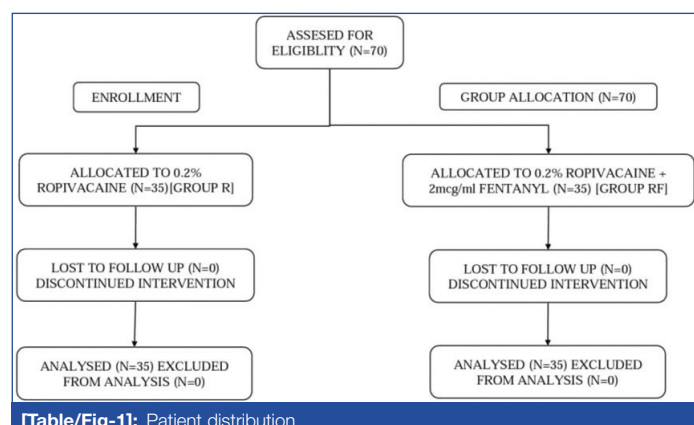 ASSESED FOR
ELIGIBLITY (N=70)
ENROLLMENT
GROUP ALLOCATION (N=70)
ALLOCATED TO 0.2%
ROPIVACAINE (N=35)[GROUP R]
ALLOCATED TO 0.2% ROPIVACAINE +
2mcg/ml FENTANYL (N=35) [GROUP RF]
LOST TO FOLLOW UP (N=0)
DISCONTINUED INTERVENTION
LOST TO FOLLOW UP (N=0)
DISCONTINUED INTERVENTION
ANALYSED (N=35) EXCLUDED
FROM ANALYSIS (N=0)
ANALYSED (N=35) EXCLUDED
FROM ANALYSIS (N=0)
[Table/Fig-1]: Patient distribution